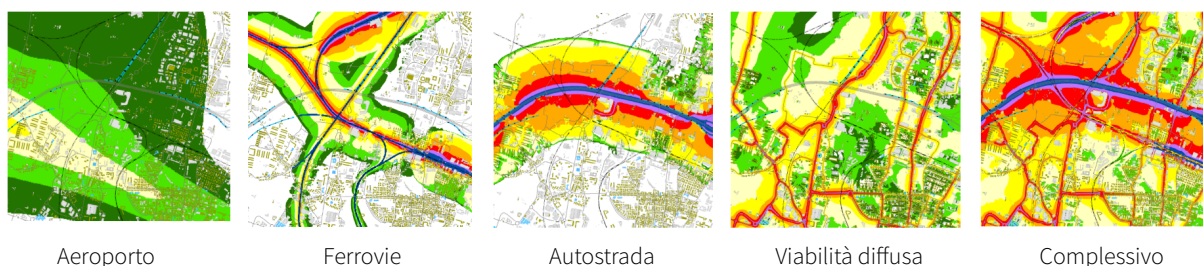 Aeroporto
Ferrovie
Autostrada
Viabilità diffusa
Complessivo